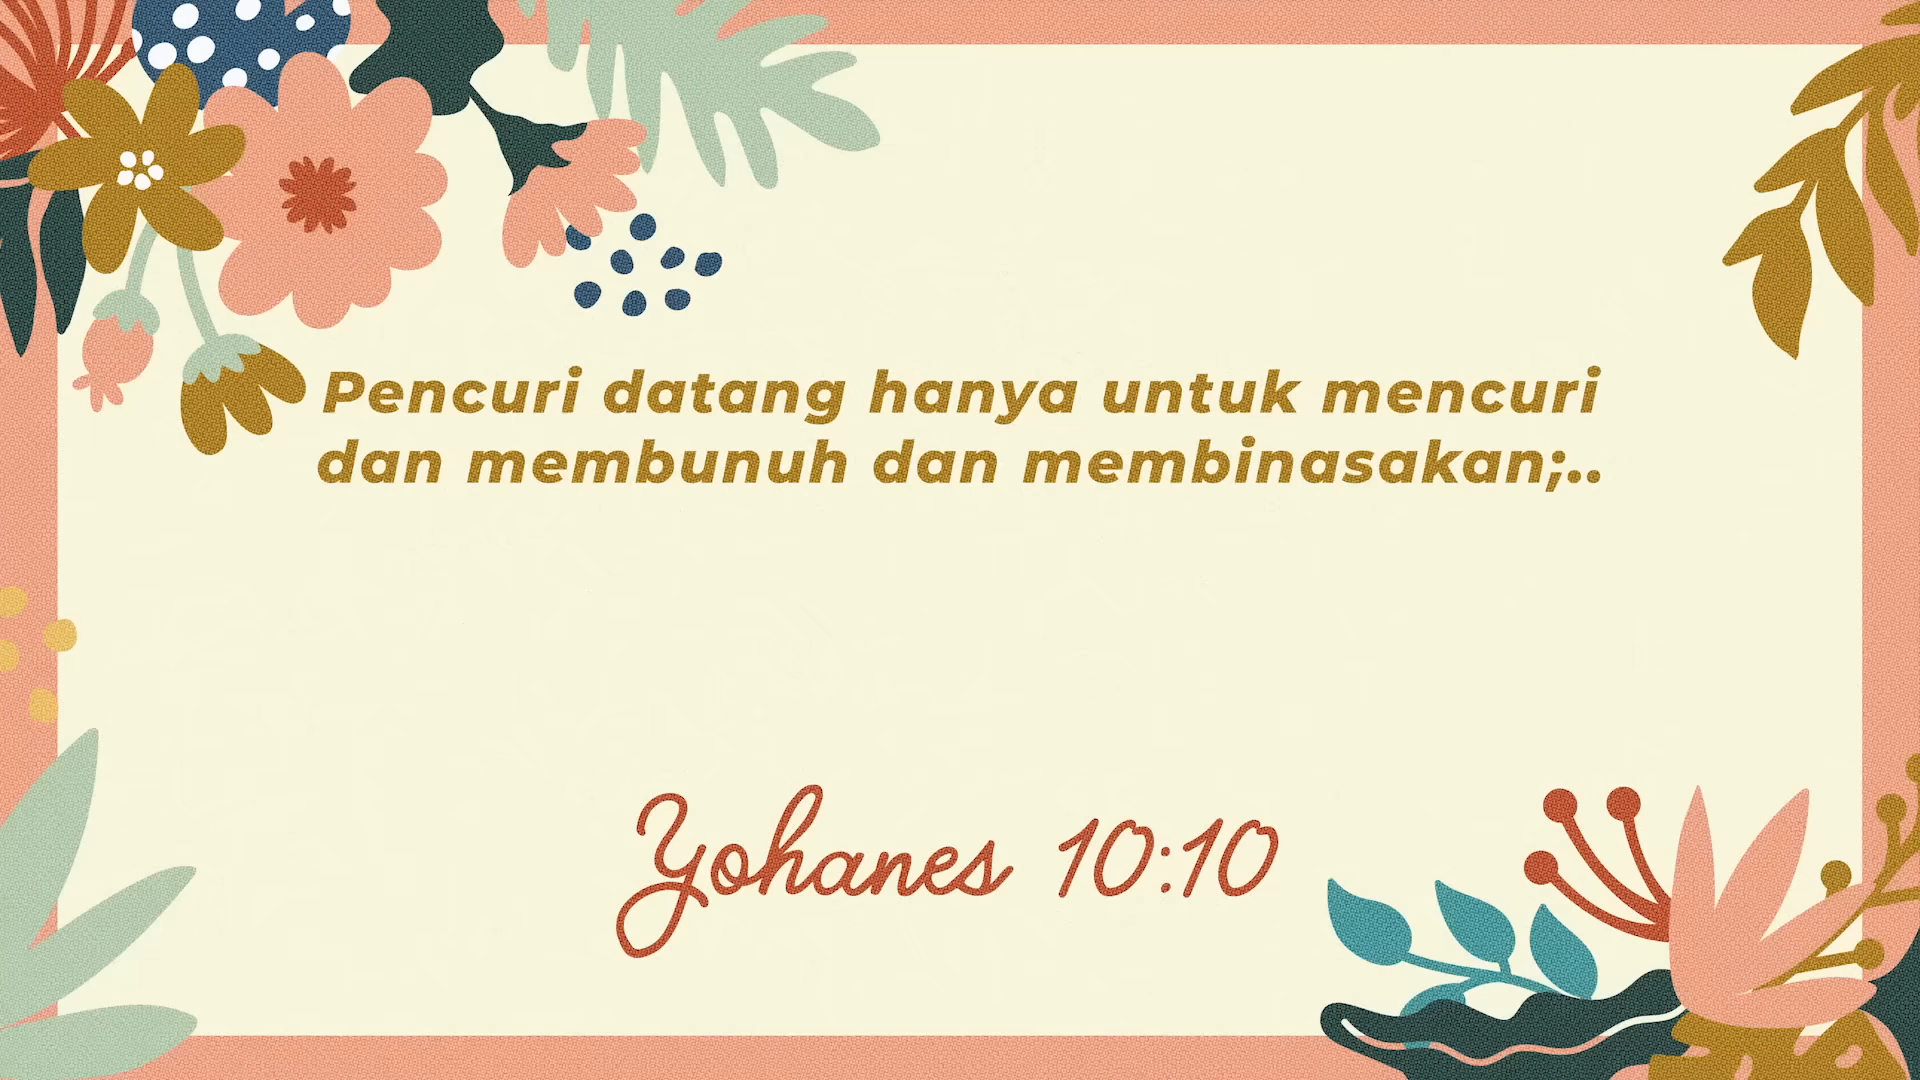 Pencuri datang hanya untuk mencuri
dan membunuh dan membinasakan;..
Yohanes 10:10